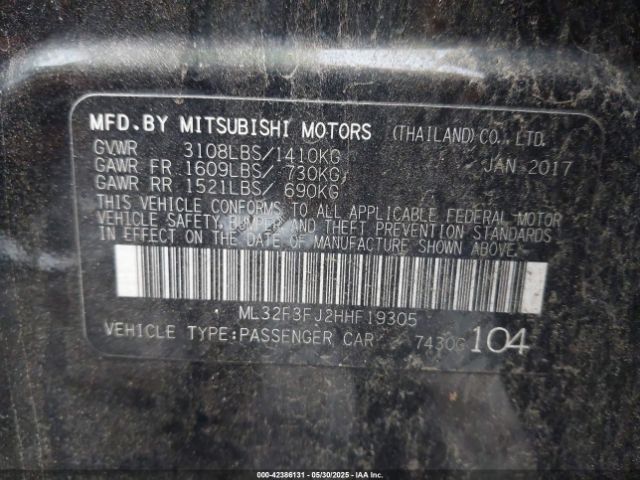 MFD.BY MITSUBISHI MOTORS (THAILAND)CO.,LTD.
GVWR 3108LBS/1410KG JAN 2017
GAWR FR 1609LBS/ 730KG
GAWR RR 1521LBS/ 690KG
THIS VEHICLE CONFORMS TO ALL APPLICABLE FEDERAL MOTOR
VEHICLE SAFETY, BUMPER AND THEFT PREVENTION STANDARDS
IN EFFECT ON THE DATE OF MANUFACTURE SHOWN ABOVE.
ML32F3FJ2HHF19305
VEHICLE TYPE:PASSENGER CAR 7430G 104
000-42386131 - 05/30/2025 - IAA Inc.